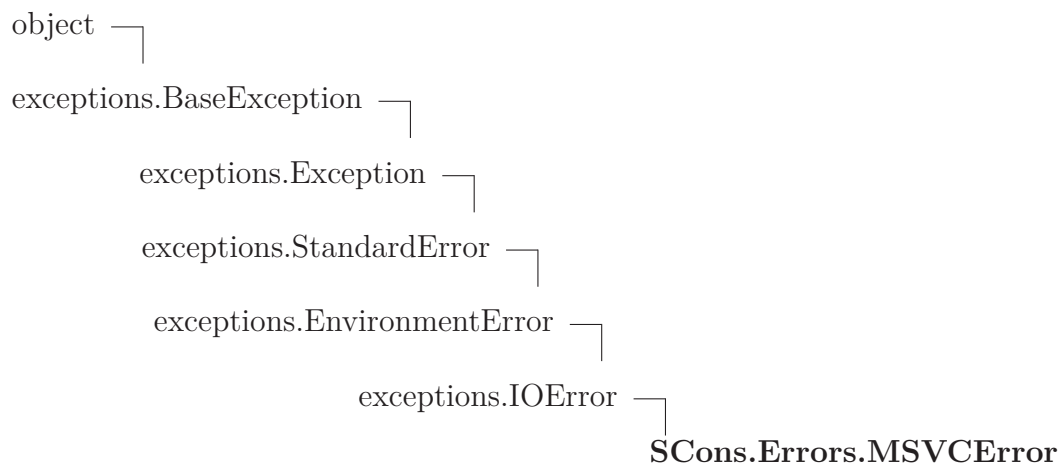 object
exceptions.BaseException
exceptions.Exception
exceptions.StandardError
exceptions.EnvironmentError
exceptions.IOError
SCons.Errors.MSVCError